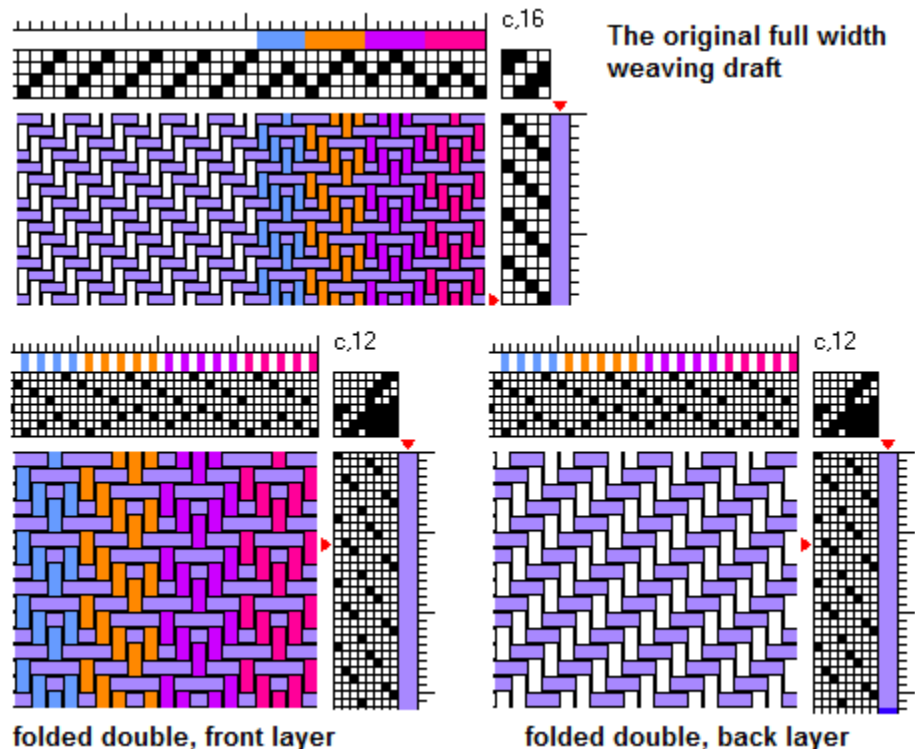 c,16
The original full width
weaving draft
c,12
c,12
folded double, front layer
folded double, back layer